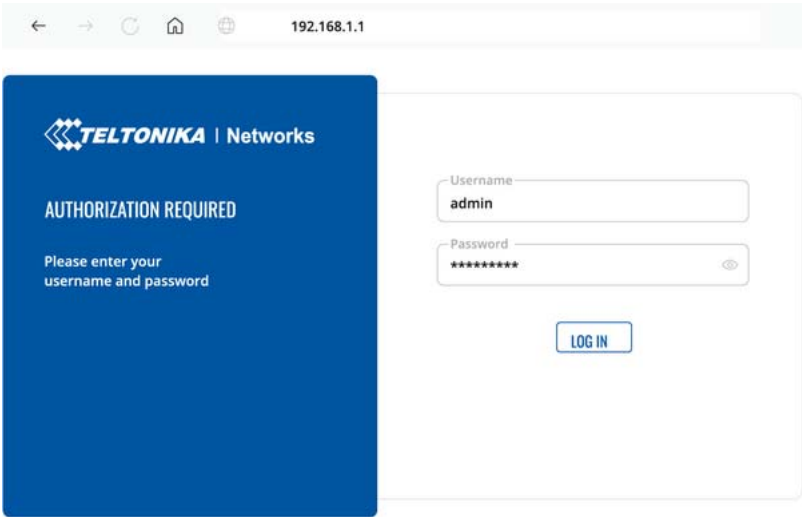 192.168.1.1
TELTONIKA | Networks
AUTHORIZATION REQUIRED
Please enter your
username and password
Username
admin
Password
*********
LOG IN